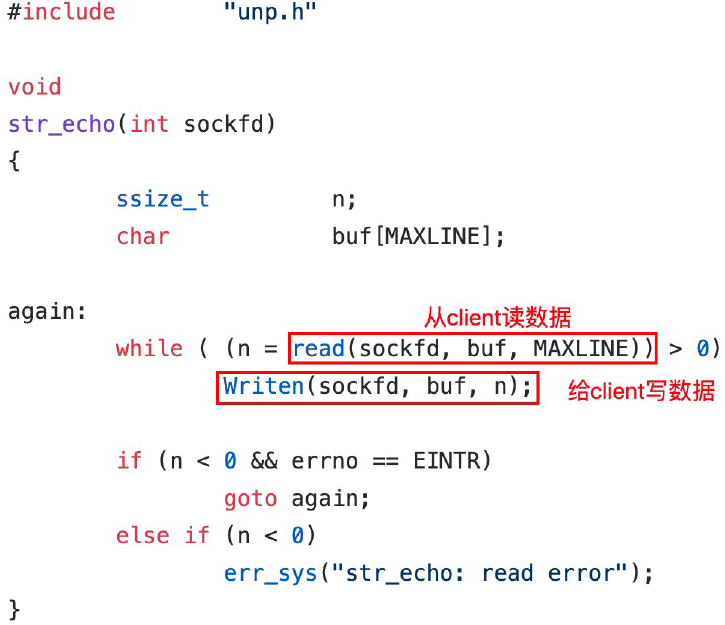 #include "unp.h"
void
str_echo(int sockfd)
{
ssize_t n;
char buf[MAXLINE];
again:
从client读数据
while ( (n = read(sockfd, buf, MAXLINE)) > 0)
Writen(sockfd, buf, n);
给client写数据
if (n < 0 && errno == EINTR)
goto again;
else if (n < 0)
err_sys("str_echo: read error");
}